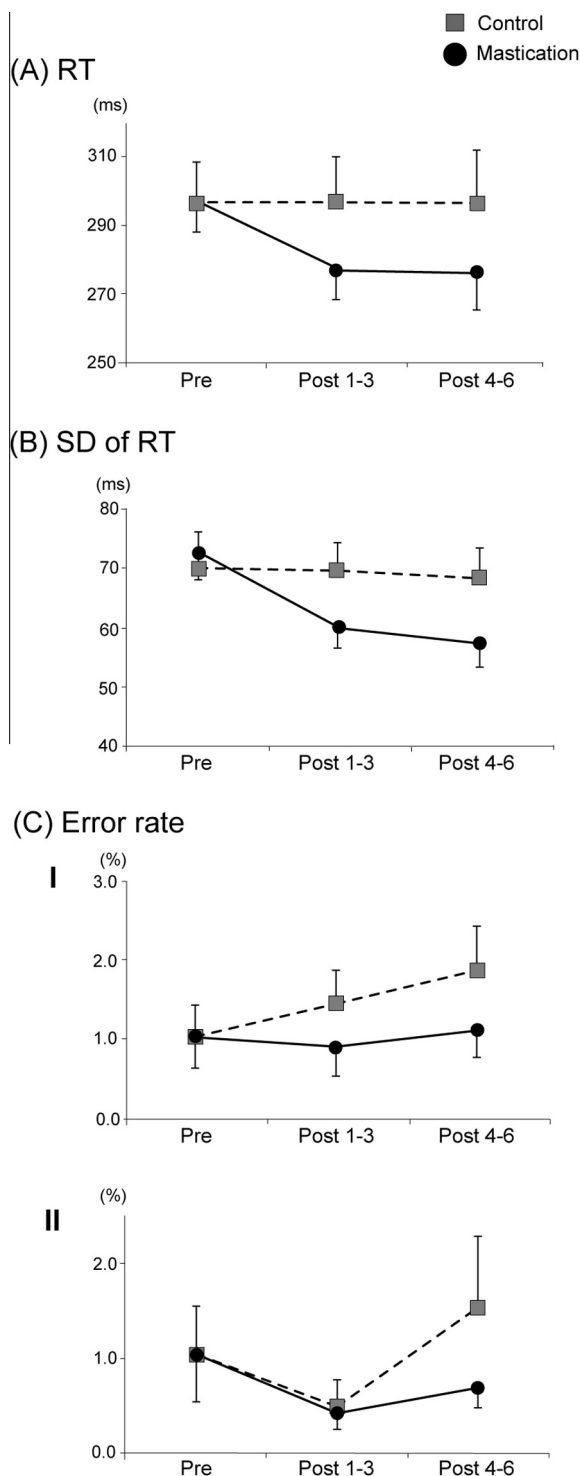 Control
Mastication
(A) RT
(ms)
310
290
270
250
Pre Post 1-3 Post 4-6
(B) SD of RT
(ms)
80
70
60
50
40
Pre Post 1-3 Post 4-6
(C) Error rate
I
(%)
3.0
2.0
1.0
0.0
Pre Post 1-3 Post 4-6
II
(%)
2.0
1.0
0.0
Pre Post 1-3 Post 4-6